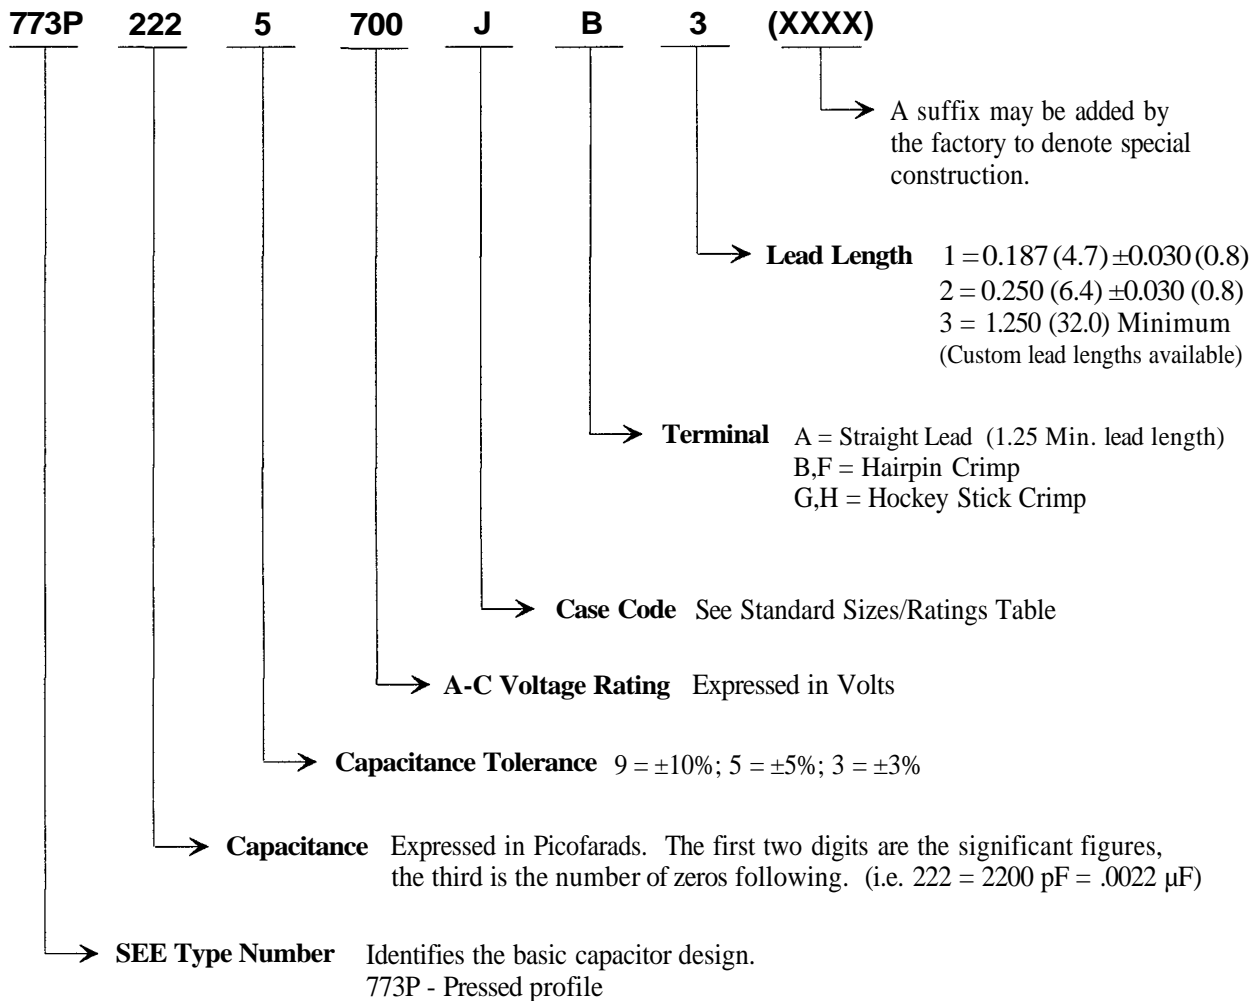 773P 222 5 700 J B 3 (XXXX)
A suffix may be added by
the factory to denote special
construction.
Lead Length 1 = 0.187 (4.7) ±0.030 (0.8)
2 = 0.250 (6.4) ±0.030 (0.8)
3 = 1.250 (32.0) Minimum
(Custom lead lengths available)
Terminal A = Straight Lead (1.25 Min. lead length)
B,F = Hairpin Crimp
G,H = Hockey Stick Crimp
Case Code See Standard Sizes/Ratings Table
A-C Voltage Rating Expressed in Volts
Capacitance Tolerance 9 = ±10%; 5 = ±5%; 3 = ±3%
Capacitance Expressed in Picofarads. The first two digits are the significant figures,
the third is the number of zeros following. (i.e. 222 = 2200 pF = .0022 µF)
SEE Type Number Identifies the basic capacitor design.
773P - Pressed profile